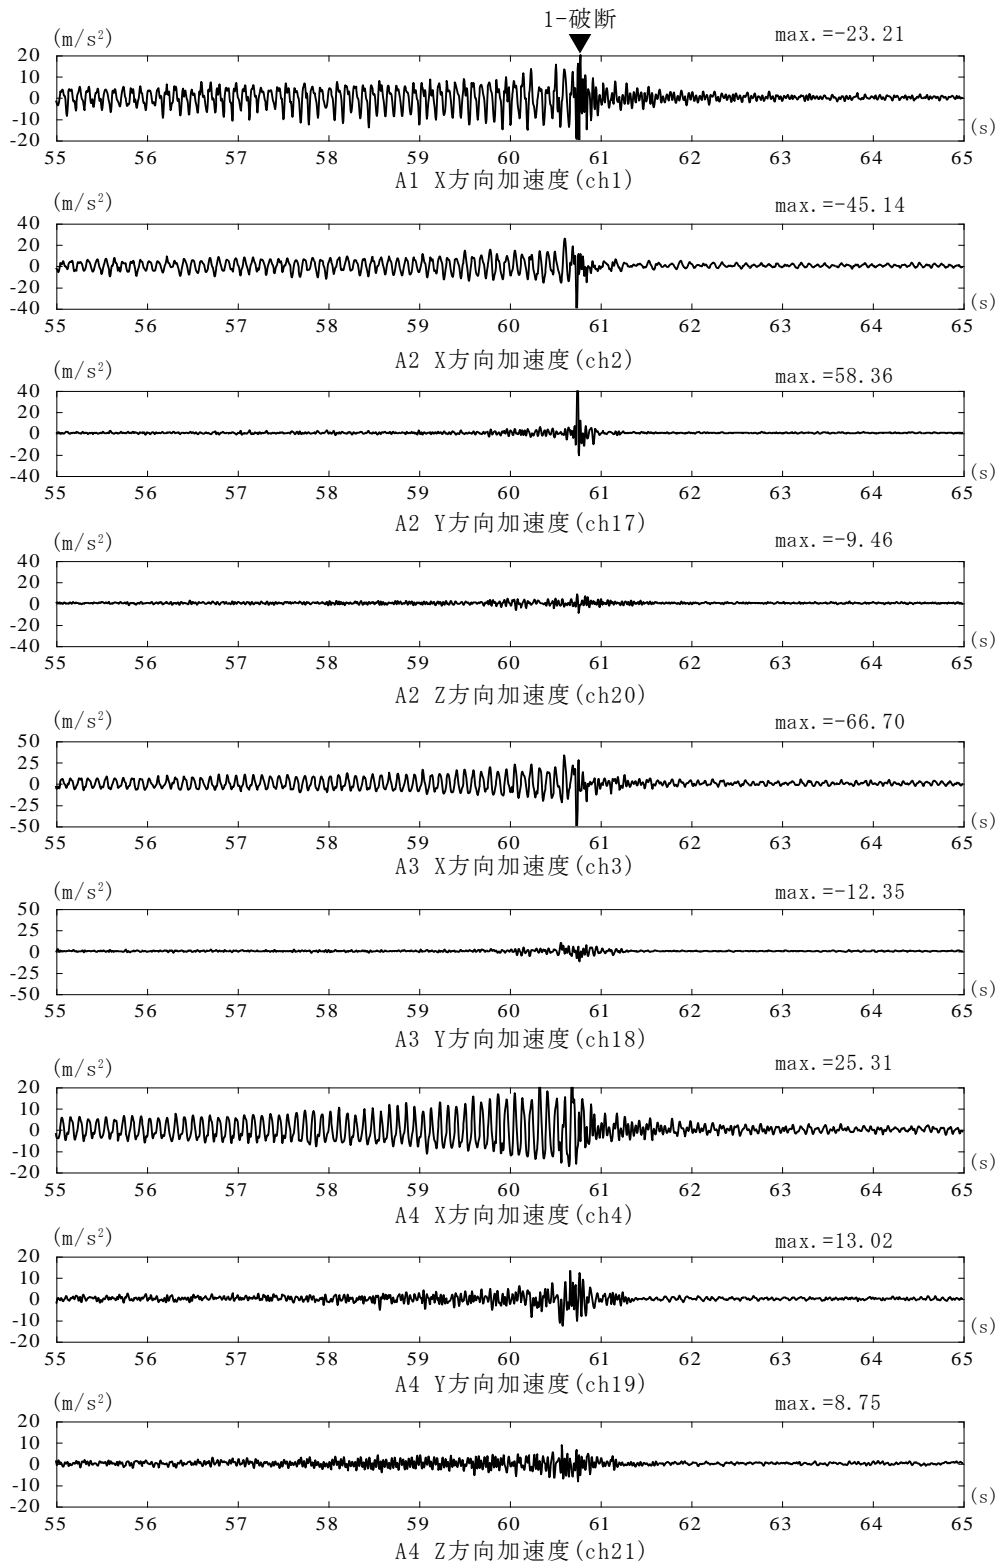 1-破断
(m/s²) max.=-23.21
20
10
0
-10
-20
(s)
55 56 57 58 59 60 61 62 63 64 65
A1 X方向加速度(ch1)
(m/s²) max.=-45.14
40
20
0
-20
-40
(s)
55 56 57 58 59 60 61 62 63 64 65
A2 X方向加速度(ch2)
(m/s²) max.=58.36
40
20
0
-20
-40
(s)
55 56 57 58 59 60 61 62 63 64 65
A2 Y方向加速度(ch17)
(m/s²) max.=-9.46
40
20
0
-20
-40
(s)
55 56 57 58 59 60 61 62 63 64 65
A2 Z方向加速度(ch20)
(m/s²) max.=-66.70
50
25
0
-25
-50
(s)
55 56 57 58 59 60 61 62 63 64 65
A3 X方向加速度(ch3)
(m/s²) max.=-12.35
50
25
0
-25
-50
(s)
55 56 57 58 59 60 61 62 63 64 65
A3 Y方向加速度(ch18)
(m/s²) max.=25.31
20
10
0
-10
-20
(s)
55 56 57 58 59 60 61 62 63 64 65
A4 X方向加速度(ch4)
(m/s²) max.=13.02
20
10
0
-10
-20
(s)
55 56 57 58 59 60 61 62 63 64 65
A4 Y方向加速度(ch19)
(m/s²) max.=8.75
20
10
0
-10
-20
(s)
55 56 57 58 59 60 61 62 63 64 65
A4 Z方向加速度(ch21)